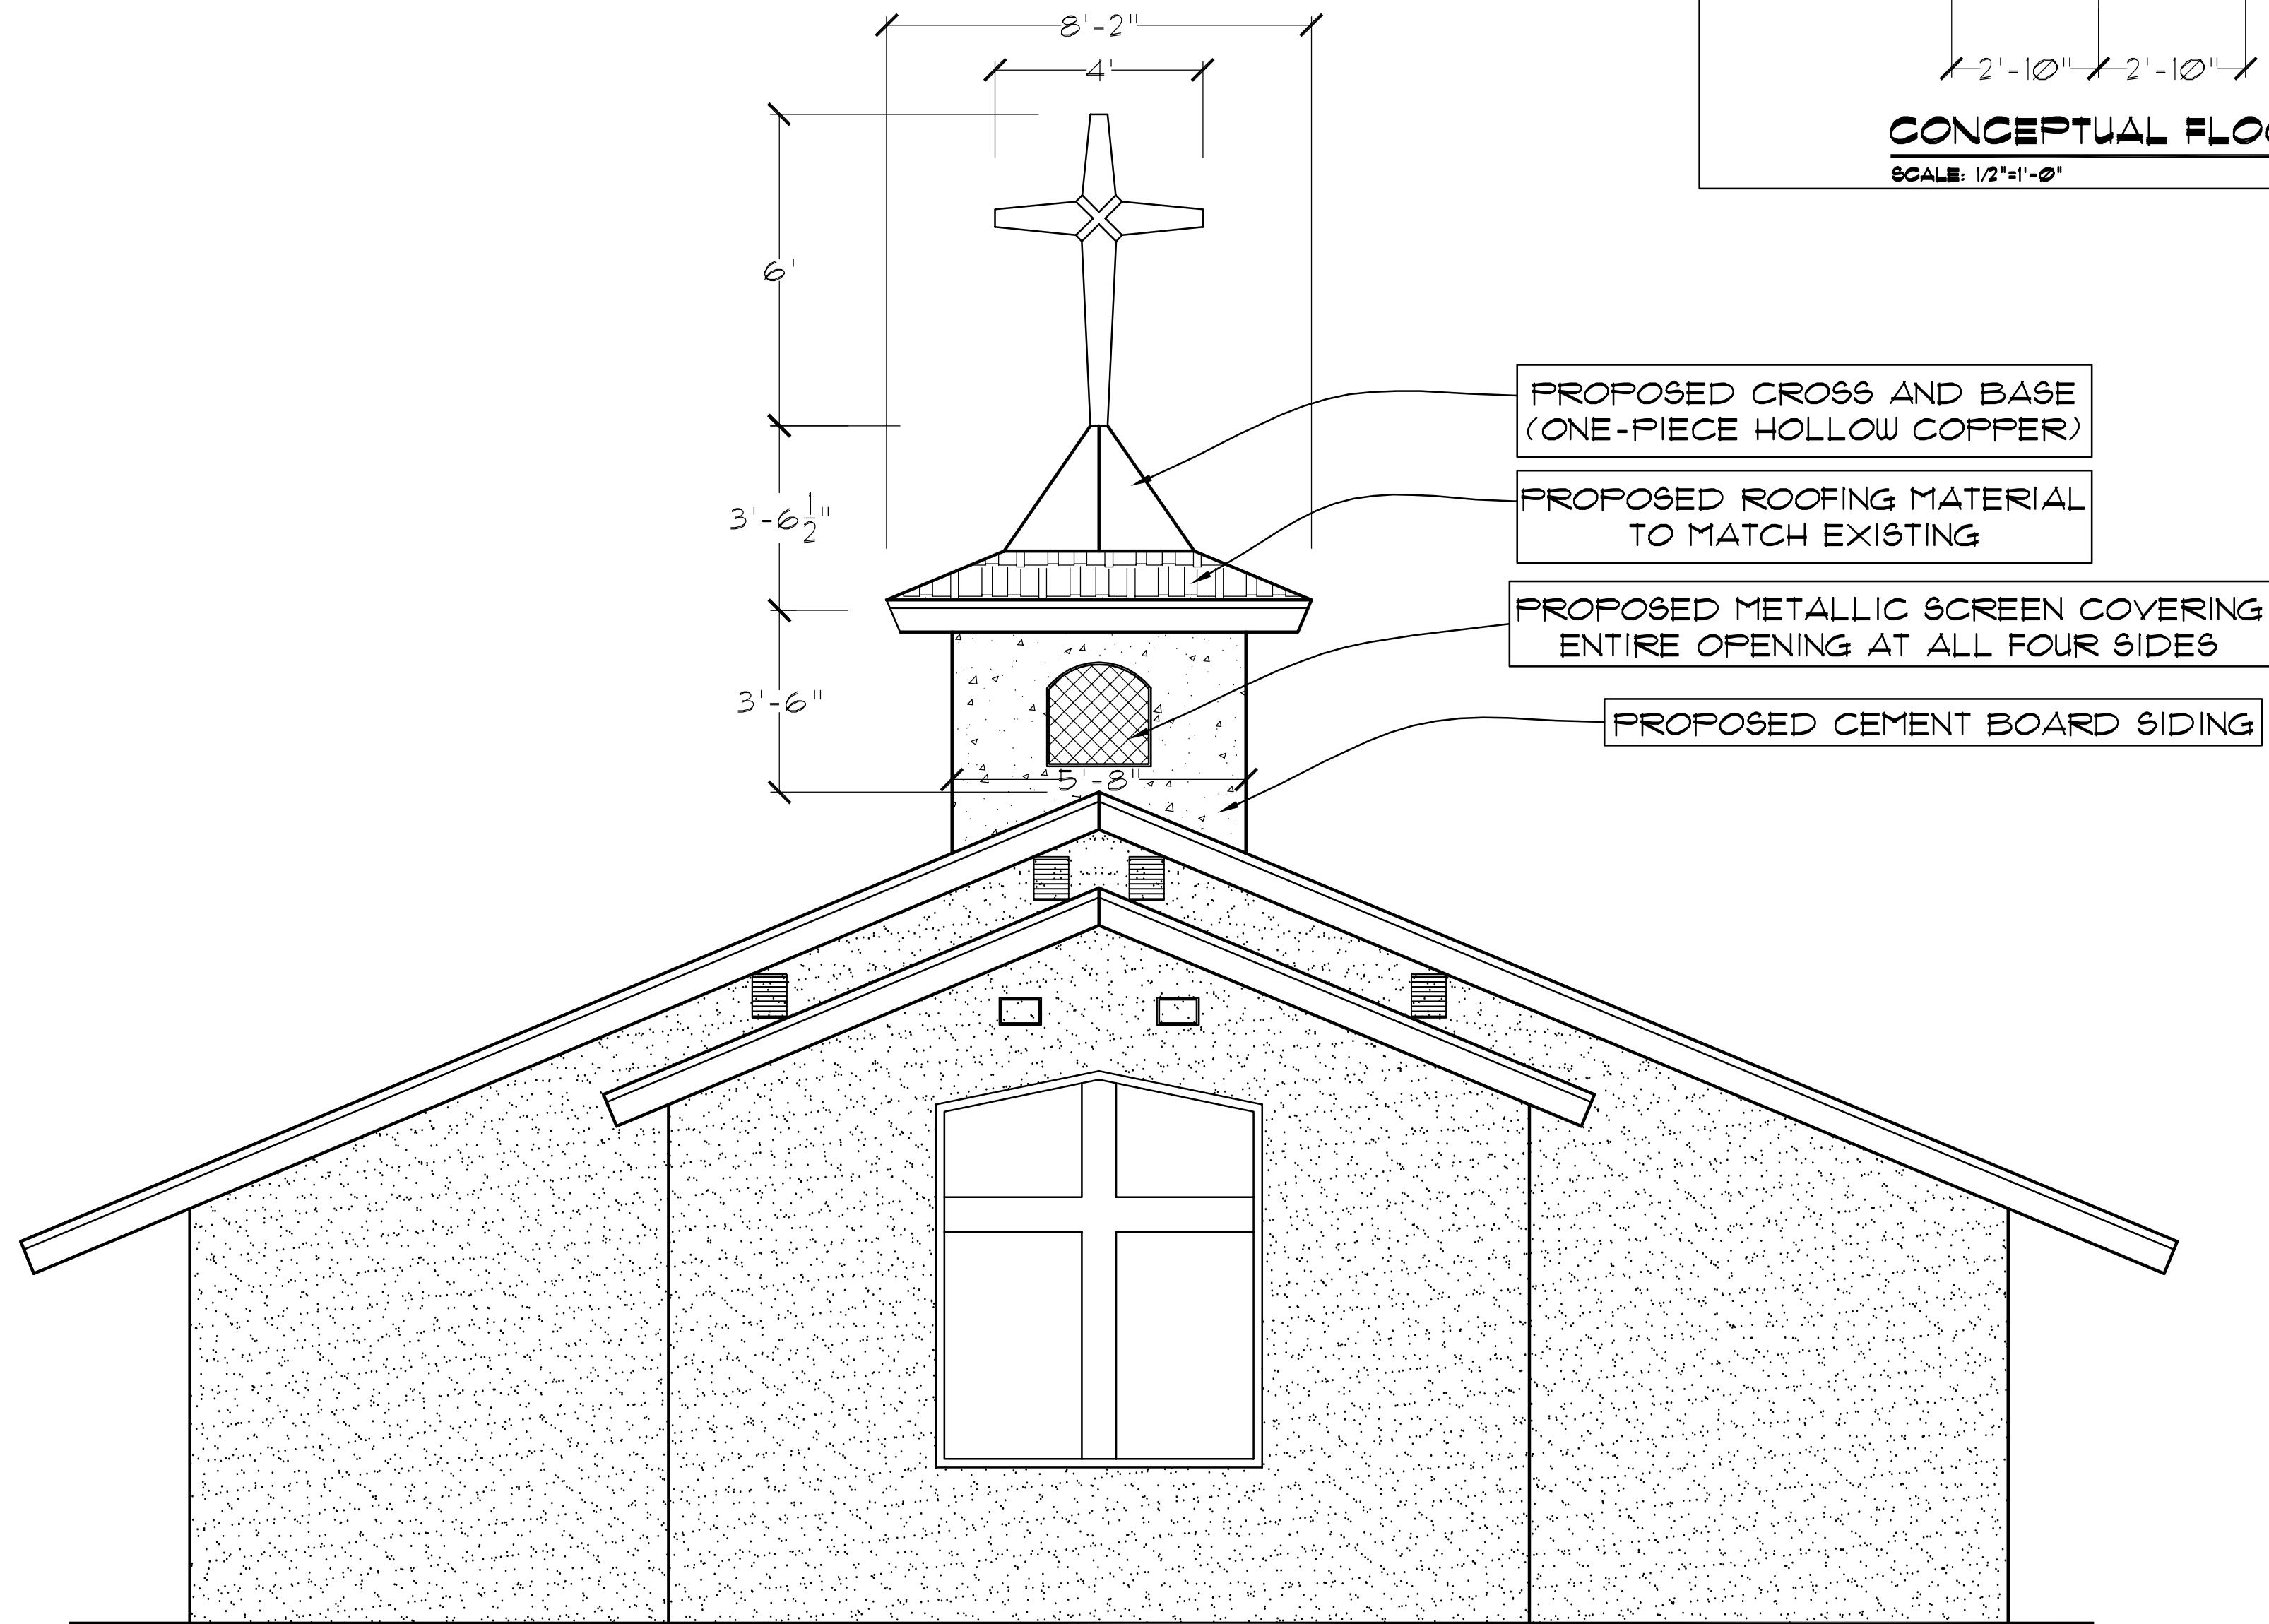 8'-2"
4'
2'-10" 2'-10"
CONCEPTUAL
SCALE: 1/2"=1'-0"
6'
PROPOSED CROSS AND BASE
(ONE-PIECE HOLLOW COPPER)
3'-6 1/2"
PROPOSED ROOFING MATERIAL
TO MATCH EXISTING
PROPOSED METALLIC SCREEN COVERING
ENTIRE OPENING AT ALL FOUR SIDES
3'-6"
PROPOSED CEMENT BOARD SIDING
5'-8"